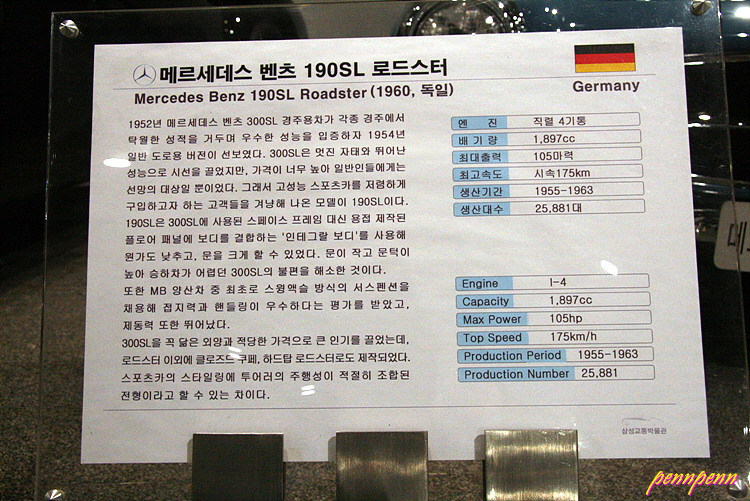 메르세데스 벤츠 190SL 로드스터
Mercedes Benz 190SL Roadster (1960, 독일)
Germany
1952년 메르세데스 벤츠 300SL 경주용차가 각종 경주에서
탁월한 성적을 거두며 우수한 성능을 입증하자 1954년
일반 도로용 버전이 선보였다. 300SL은 멋진 자태와 뛰어난
성능으로 시선을 끌었지만, 가격이 너무 높아 일반인들에게는
선망의 대상일 뿐이었다. 그래서 고성능 스포츠카를 저렴하게
구입하고자 하는 고객들을 겨냥해 나온 모델이 190SL이다.
190SL은 300SL에 사용된 스페이스 프레임 대신 용접 제작된
플로어 패널에 보디를 결합하는 '인테그랄 보디'를 사용해
원가도 낮추고, 문을 크게 할 수 있었다. 문이 작고 문턱이
높아 승하차가 어렵던 300SL의 불편을 해소한 것이다.
또한 MB 양산차 중 최초로 스윙액슬 방식의 서스펜션을
채용해 접지력과 핸들링이 우수하다는 평가를 받았고,
제동력 또한 뛰어났다.
300SL을 꼭 닮은 외양과 적당한 가격으로 큰 인기를 끌었는데,
로드스터 이외에 클로즈드 쿠페, 하드탑 로드스터로도 제작되었다.
스포츠카의 스타일링에 투어러의 주행성이 적절히 조합된
전형이라고 할 수 있는 차이다.
엔 진 직렬 4기통
배 기 량 1,897cc
최대출력 105마력
최고속도 시속175km
생산기간 1955-1963
생산대수 25,881대
Engine I-4
Capacity 1,897cc
Max Power 105hp
Top Speed 175km/h
Production Period 1955-1963
Production Number 25,881
삼성교통박물관
pennpenn